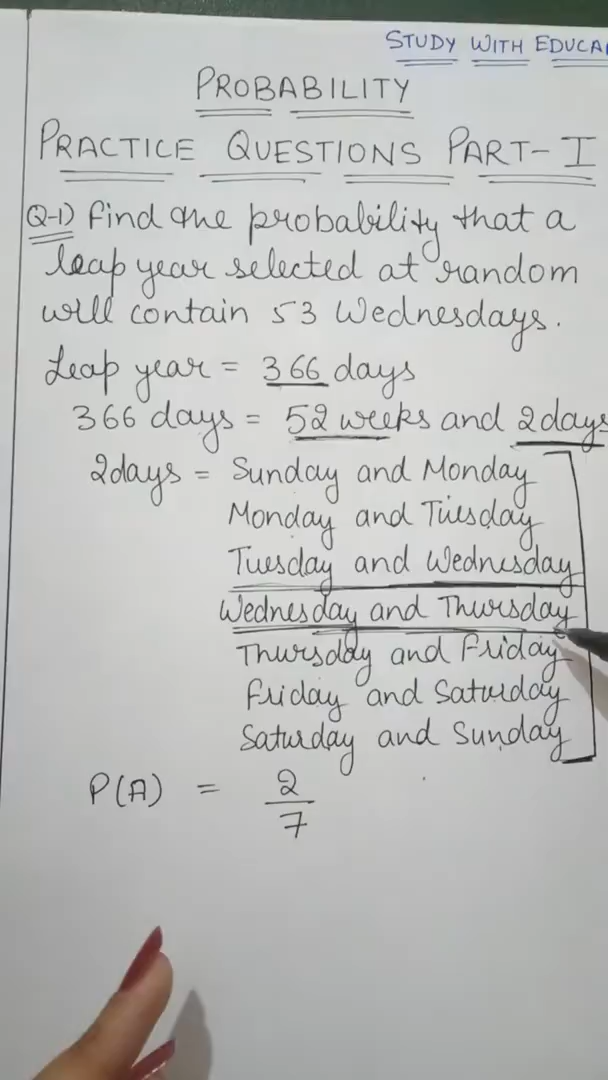 STUDY WITH
PROBABILITY
PRACTICE QUESTIONS PART-I
Q-1) Find the probability that a
leap year selected at random
will contain 53 Wednesdays.
Leap year = 366 days
366 days = 52 weeks and 2 days
2days = Sunday and Monday
Monday and Tuesday
Tuesday and Wednesday
Wednesday and Thursday
Thursday and Friday
Friday and Saturday
Saturday and Sunday
P(A) = 2/7